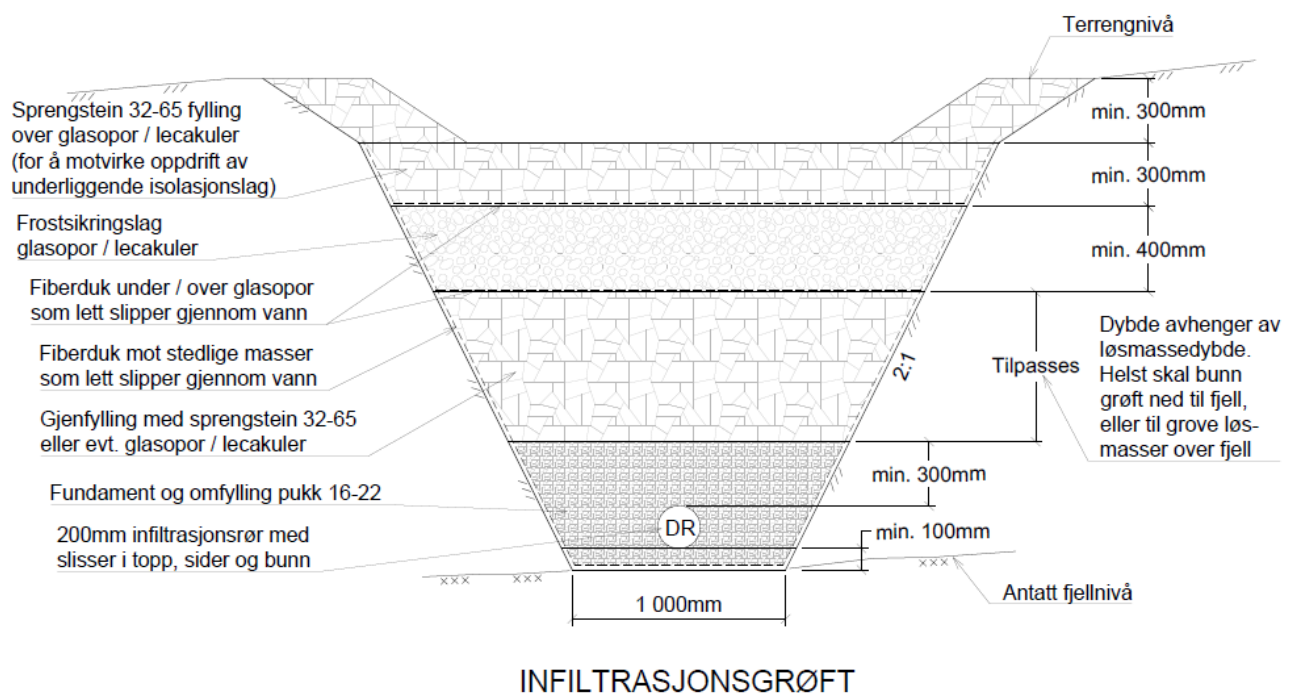 Terrengnivå
Sprengstein 32-65 fylling
over glasopor / lecakuler
(for å motvirke oppdrift av
underliggende isolasjonslag)
Frostsikringslag
glasopor / lecakuler
Fiberduk under / over glasopor
som lett slipper gjennom vann
Fiberduk mot stedlige masser
som lett slipper gjennom vann
Gjenfylling med sprengstein 32-65
eller evt. glasopor / lecakuler
Fundament og omfylling pukk 16-22
200mm infiltrasjonsrør med
slisser i topp, sider og bunn
DR
2:1
min. 300mm
min. 300mm
min. 400mm
Tilpasses
Dybde avhenger av
løsmassedybde.
Helst skal bunn
grøft ned til fjell,
eller til grove løs-
masser over fjell
min. 300mm
min. 100mm
Antatt fjellnivå
1 000mm
INFILTRASJONSGRØFT